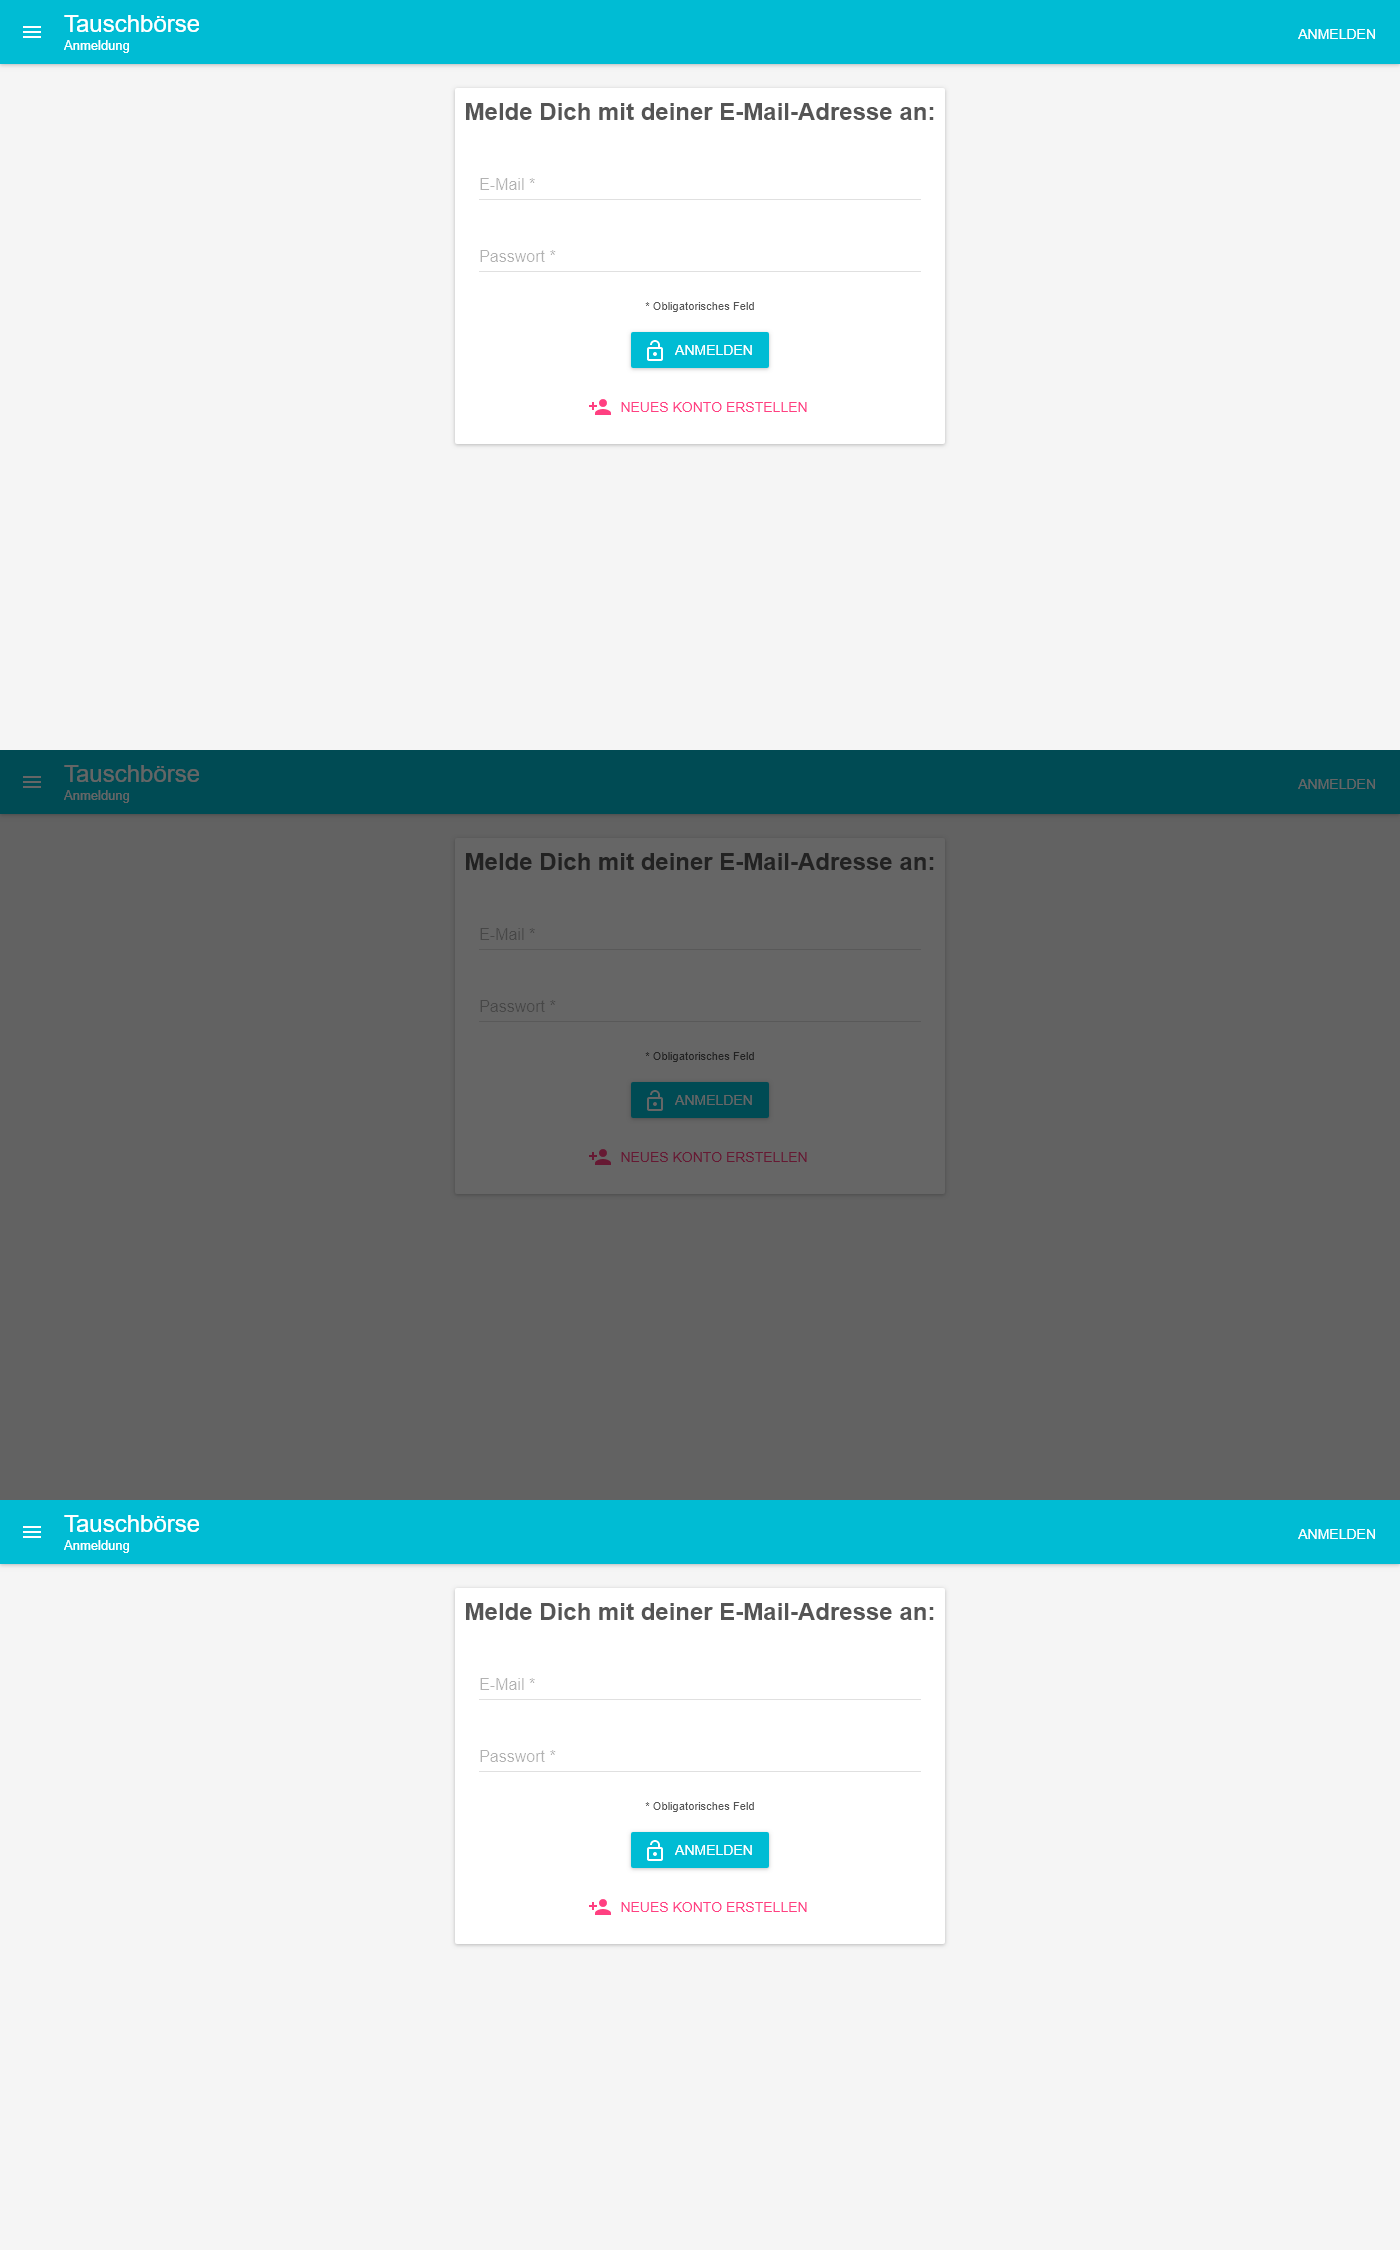 Tauschbörse
Anmeldung
ANMELDEN
Melde Dich mit deiner E-Mail-Adresse an:
E-Mail *
Passwort *
* Obligatorisches Feld
ANMELDEN
NEUES KONTO ERSTELLEN
Tauschbörse
Anmeldung
ANMELDEN
Melde Dich mit deiner E-Mail-Adresse an:
E-Mail *
Passwort *
* Obligatorisches Feld
ANMELDEN
NEUES KONTO ERSTELLEN
Tauschbörse
Anmeldung
ANMELDEN
Melde Dich mit deiner E-Mail-Adresse an:
E-Mail *
Passwort *
* Obligatorisches Feld
ANMELDEN
NEUES KONTO ERSTELLEN